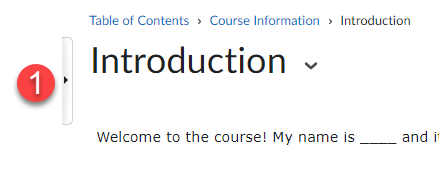 Table of Contents › Course Information › Introduction
1
Introduction
Welcome to the course! My name is ____ and